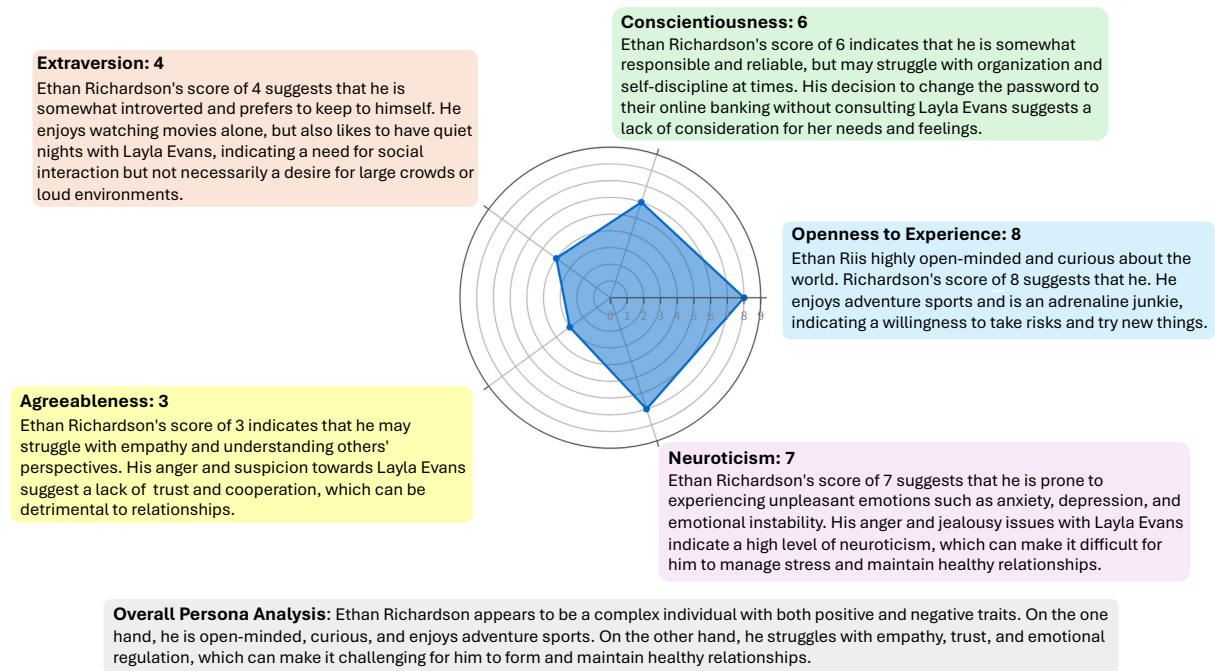 Conscientiousness: 6
Ethan Richardson's score of 6 indicates that he is somewhat
responsible and reliable, but may struggle with organization and
self-discipline at times. His decision to change the password to
their online banking without consulting Layla Evans suggests a
lack of consideration for her needs and feelings.
Extraversion: 4
Ethan Richardson's score of 4 suggests that he is
somewhat introverted and prefers to keep to himself. He
enjoys watching movies alone, but also likes to have quiet
nights with Layla Evans, indicating a need for social
interaction but not necessarily a desire for large crowds or
loud environments.
Openness to Experience: 8
Ethan Riis highly open-minded and curious about the
world. Richardson's score of 8 suggests that he. He
enjoys adventure sports and is an adrenaline junkie,
indicating a willingness to take risks and try new things.
0 1 2 3 4 5 6 7 8 9
Agreeableness: 3
Ethan Richardson's score of 3 indicates that he may
struggle with empathy and understanding others'
perspectives. His anger and suspicion towards Layla Evans
suggest a lack of trust and cooperation, which can be
detrimental to relationships.
Neuroticism: 7
Ethan Richardson's score of 7 suggests that he is prone to
experiencing unpleasant emotions such as anxiety, depression, and
emotional instability. His anger and jealousy issues with Layla Evans
indicate a high level of neuroticism, which can make it difficult for
him to manage stress and maintain healthy relationships.
Overall Persona Analysis: Ethan Richardson appears to be a complex individual with both positive and negative traits. On the one
hand, he is open-minded, curious, and enjoys adventure sports. On the other hand, he struggles with empathy, trust, and emotional
regulation, which can make it challenging for him to form and maintain healthy relationships.